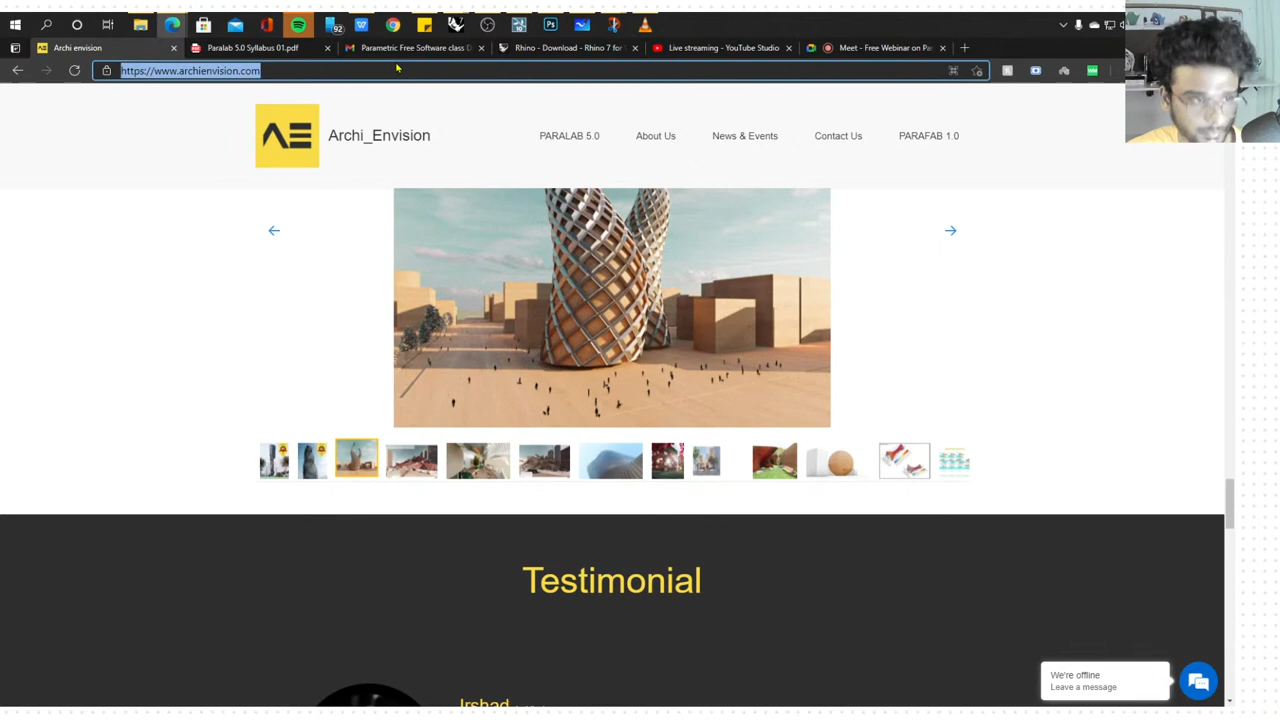 92
Archi envision
Paralab 5.0 Syllabus 01.pdf
Parametric Free Software class D
Rhino - Download - Rhino 7 for
Live streaming - YouTube Studio
Meet - Free Webinar on Pa
https://www.archienvision.com
Archi_Envision
PARALAB 5.0
About Us
News & Events
Contact Us
PARAFAB 1.0
Testimonial
We're offline
Leave a message
Irshad